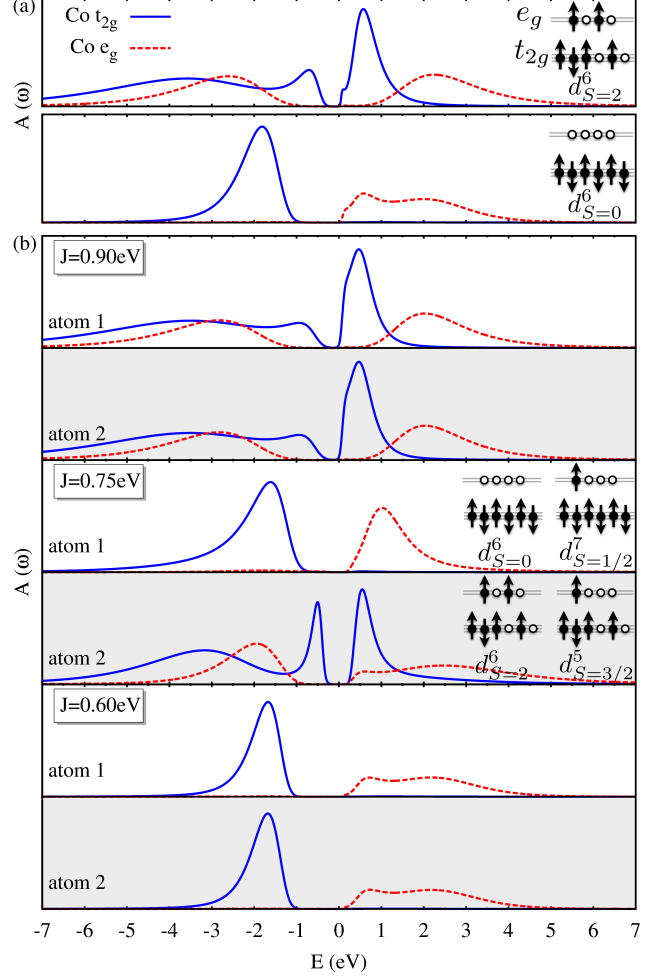 (a)
Co t2g
Co eg
eg
t2g
d6S=2
A (ω)
d6S=0
(b)
J=0.90eV
atom 1
atom 2
J=0.75eV
atom 1
d6S=0 d7S=1/2
A (ω)
atom 2
d6S=2 d5S=3/2
J=0.60eV
atom 1
atom 2
-7 -6 -5 -4 -3 -2 -1 0 1 2 3 4 5 6 7
E (eV)